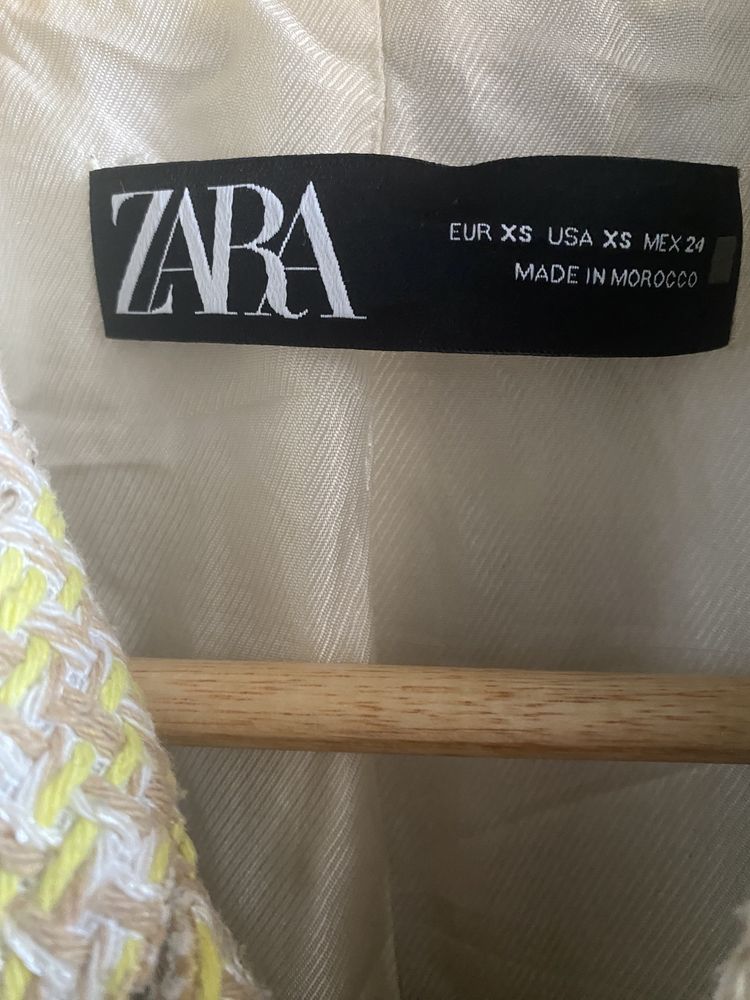 ZARA
EUR XS USA XS MEX 24
MADE IN MOROCCO